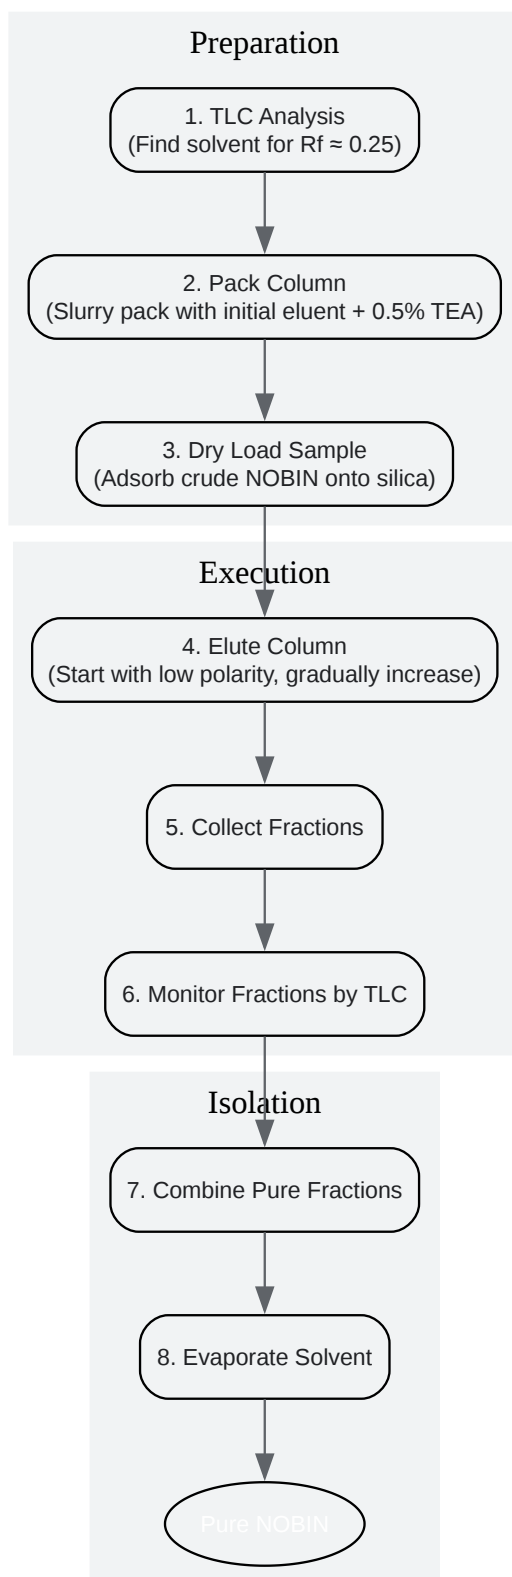 Preparation
1. TLC Analysis
(Find solvent for Rf ≈ 0.25)
2. Pack Column
(Slurry pack with initial eluent + 0.5% TEA)
3. Dry Load Sample
(Adsorb crude NOBIN onto silica)
Execution
4. Elute Column
(Start with low polarity, gradually increase)
5. Collect Fractions
6. Monitor Fractions by TLC
Isolation
7. Combine Pure Fractions
8. Evaporate Solvent
Pure NOBIN